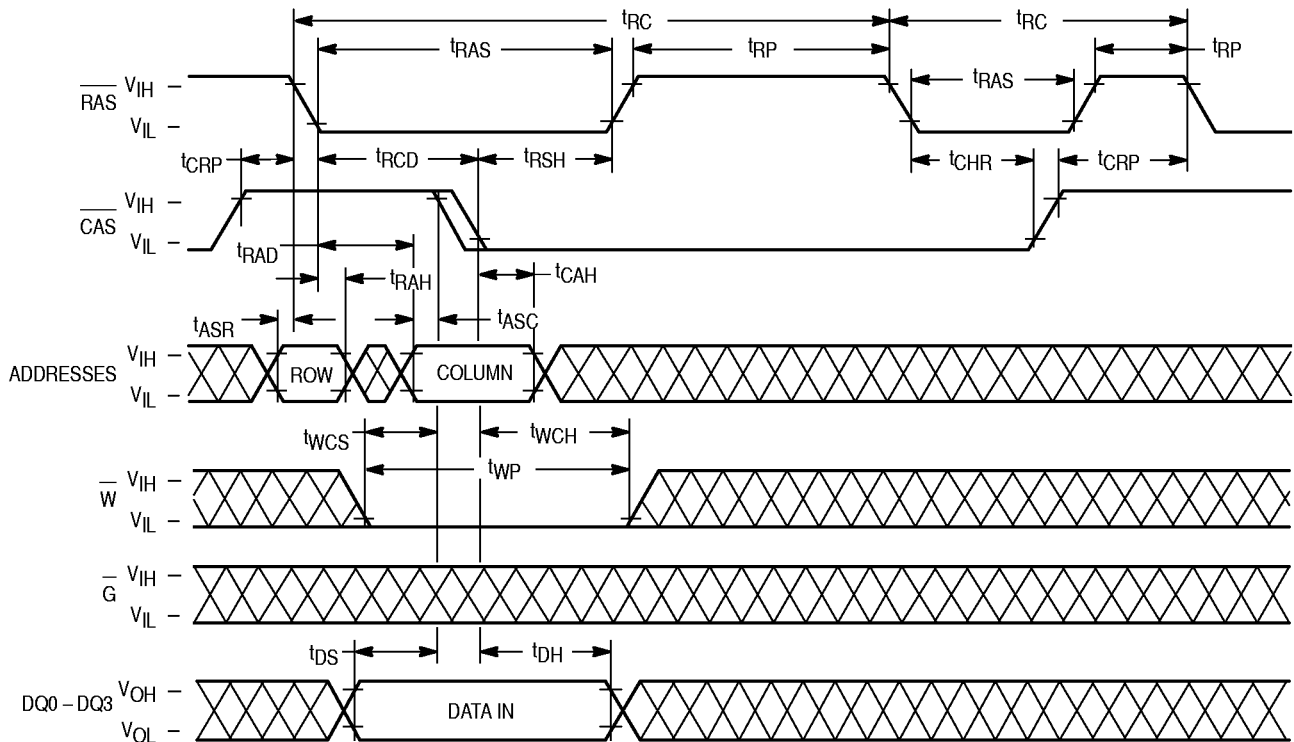 tRC tRC
tRAS tRP tRP
RAS VIH – tRAS
VIL –
tCRP tRCD tRSH tCHR tCRP
CAS VIH –
VIL –
tRAD
tRAH tCAH
tASR tASC
ADDRESSES VIH – ROW COLUMN
VIL –
tWCS tWCH
tWP
W VIH –
VIL –
G VIH –
VIL –
tDS tDH
DQ0 – DQ3 VOH – DATA IN
VOL –